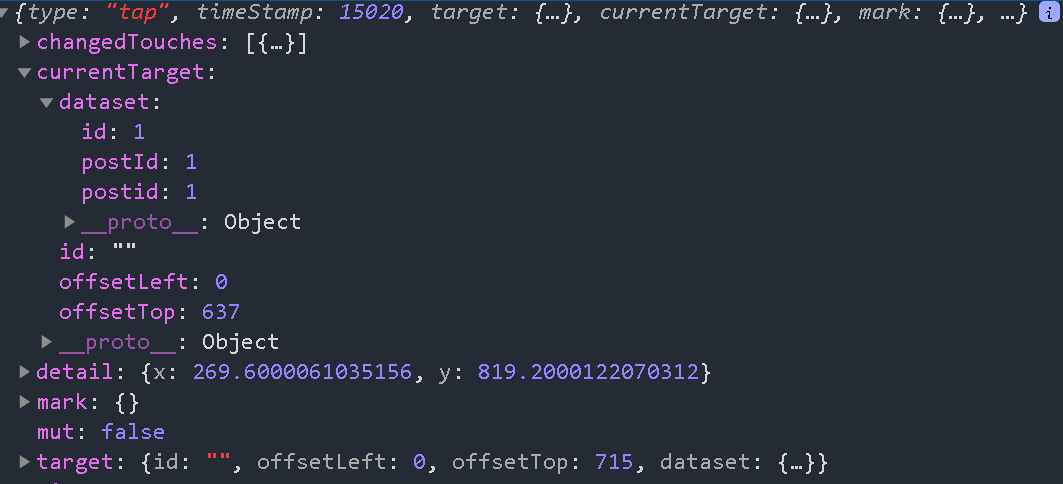 {type: "tap", timeStamp: 15020, target: {…}, currentTarget: {…}, mark: {…}, …} i
changedTouches: [{…}]
currentTarget:
dataset:
id: 1
postId: 1
postid: 1
__proto__: Object
id: ""
offsetLeft: 0
offsetTop: 637
__proto__: Object
detail: {x: 269.6000061035156, y: 819.2000122070312}
mark: {}
mut: false
target: {id: "", offsetLeft: 0, offsetTop: 715, dataset: {…}}